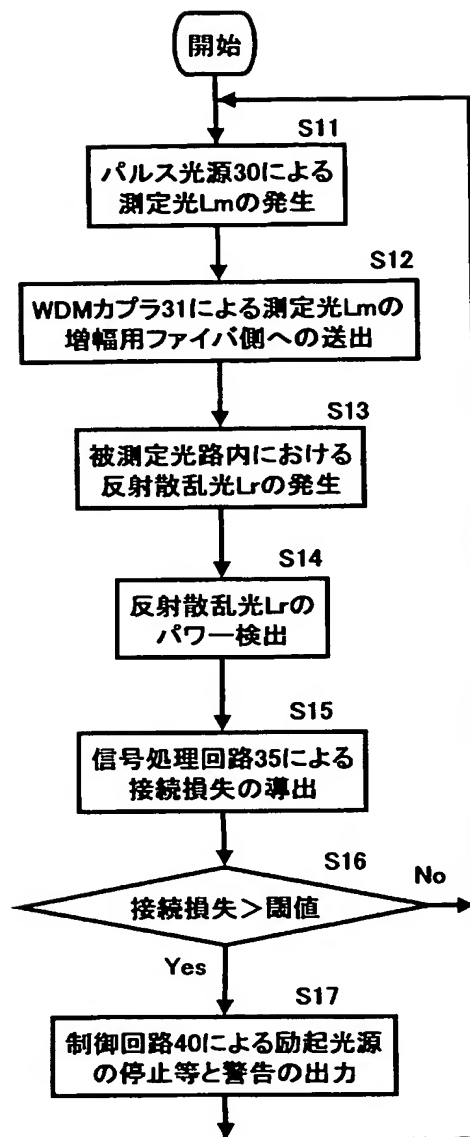 開始
S11
パルス光源30による
測定光Lmの発生
S12
WDMカプラ31による測定光Lmの
増幅用ファイバ側への送出
S13
被測定光路内における
反射散乱光Lrの発生
S14
反射散乱光Lrの
パワー検出
S15
信号処理回路35による
接続損失の導出
S16
接続損失＞閾値
No
Yes
S17
制御回路40による励起光源
の停止等と警告の出力